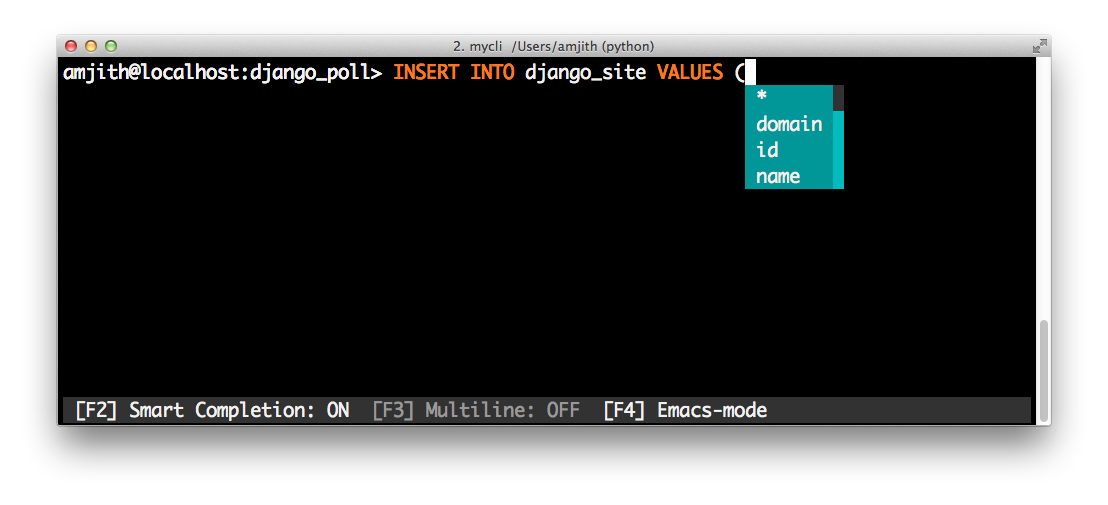 2. mycli /Users/amjith (python)
amjith@localhost:django_poll> INSERT INTO django_site VALUES (
*
domain
id
name
[F2] Smart Completion: ON [F3] Multiline: OFF [F4] Emacs-mode